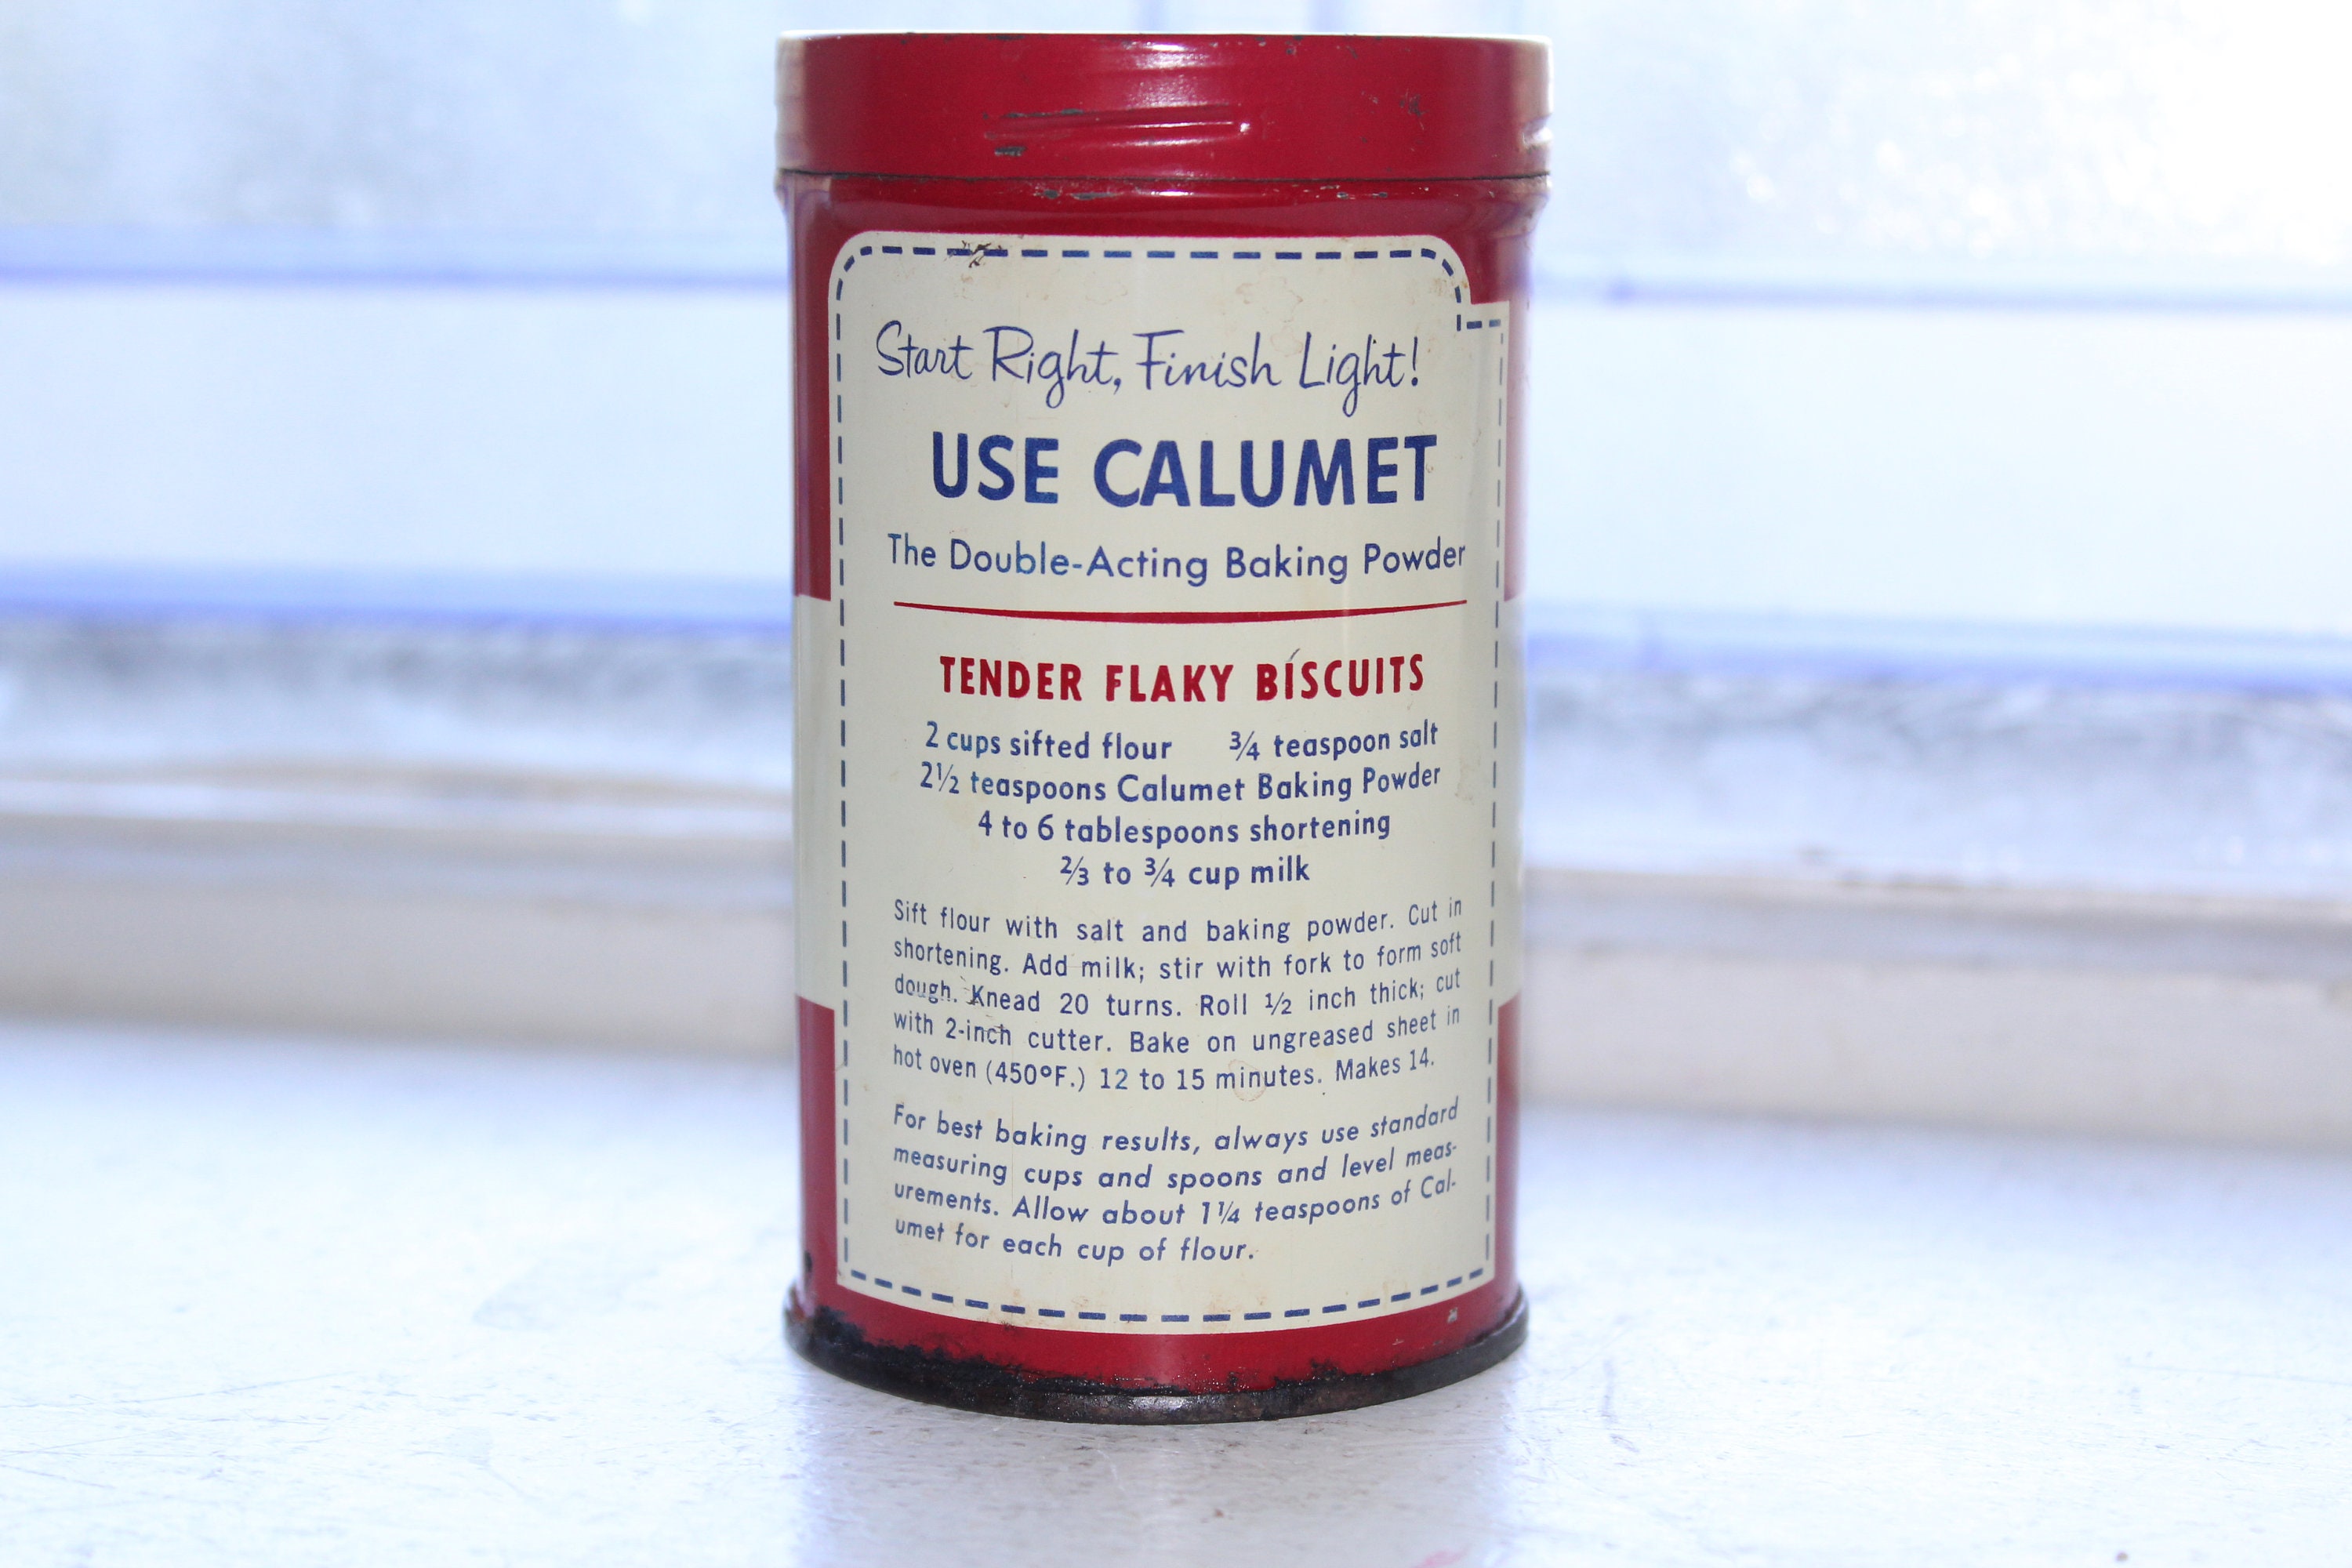 Start Right, Finish Light!
USE CALUMET
The Double-Acting Baking Powder
TENDER FLAKY BISCUITS
2 cups sifted flour ¾ teaspoon salt
2½ teaspoons Calumet Baking Powder
4 to 6 tablespoons shortening
⅔ to ¾ cup milk
Sift flour with salt and baking powder. Cut in
shortening. Add milk; stir with fork to form soft
dough. Knead 20 turns. Roll ½ inch thick; cut
with 2-inch cutter. Bake on ungreased sheet in
hot oven (450°F.) 12 to 15 minutes. Makes 14.
For best baking results, always use standard
measuring cups and spoons and level meas-
urements. Allow about 1¼ teaspoons of Cal-
umet for each cup of flour.